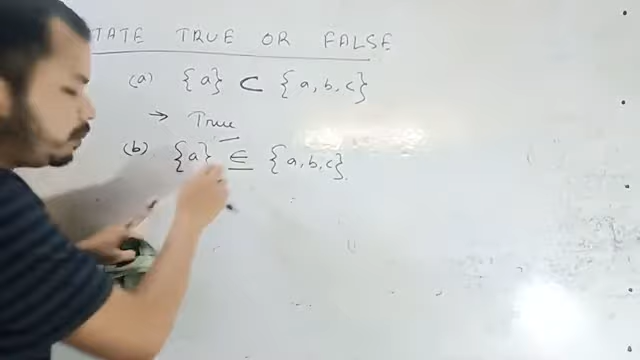 TATE TRUE OR FALSE
(a) {a} ⊂ {a, b, c}
→ True
(b) {a} ∈ {a, b, c}.